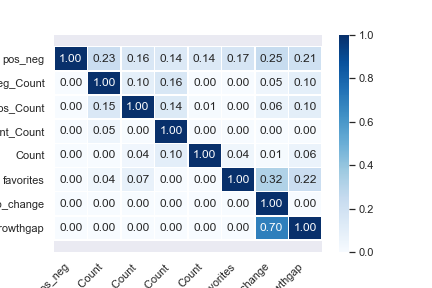 pos_neg 1.00 0.23 0.16 0.14 0.14 0.17 0.25 0.21
eg_Count 0.00 1.00 0.10 0.16 0.00 0.00 0.05 0.10
os_Count 0.00 0.15 1.00 0.14 0.01 0.00 0.06 0.10
nt_Count 0.00 0.05 0.00 1.00 0.00 0.00 0.00 0.00
Count 0.00 0.00 0.04 0.10 1.00 0.04 0.01 0.06
favorites 0.00 0.04 0.07 0.00 0.00 1.00 0.32 0.22
o_change 0.00 0.00 0.00 0.00 0.00 0.00 1.00 0.00
rowthgap 0.00 0.00 0.00 0.00 0.00 0.00 0.70 1.00
os_neg Count Count Count Count vorites change thgap
1.0
0.8
0.6
0.4
0.2
0.0